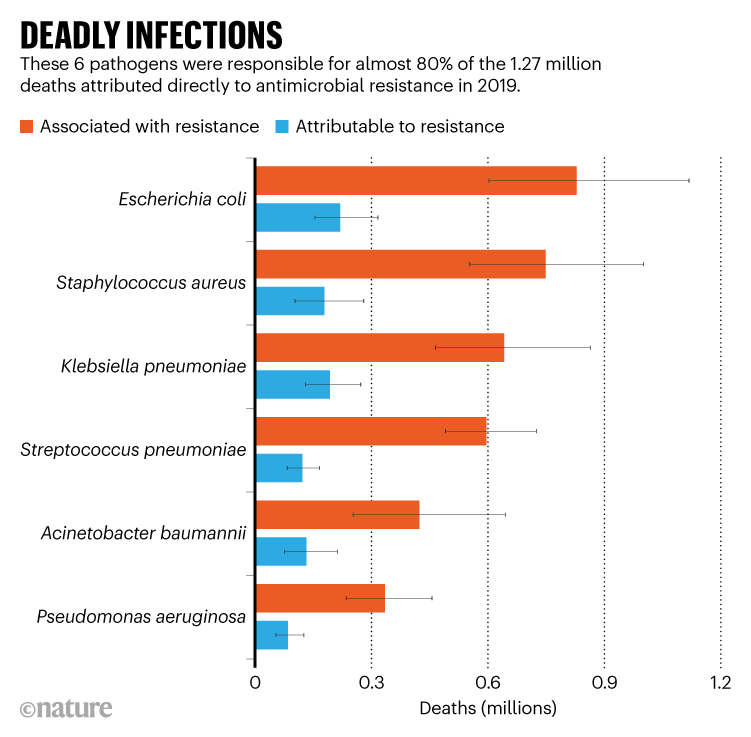 DEADLY INFECTIONS
These 6 pathogens were responsible for almost 80% of the 1.27 million
deaths attributed directly to antimicrobial resistance in 2019.
Associated with resistance Attributable to resistance
Escherichia coli
Staphylococcus aureus
Klebsiella pneumoniae
Streptococcus pneumoniae
Acinetobacter baumannii
Pseudomonas aeruginosa
0 0.3 0.6 0.9 1.2
Deaths (millions)
©nature